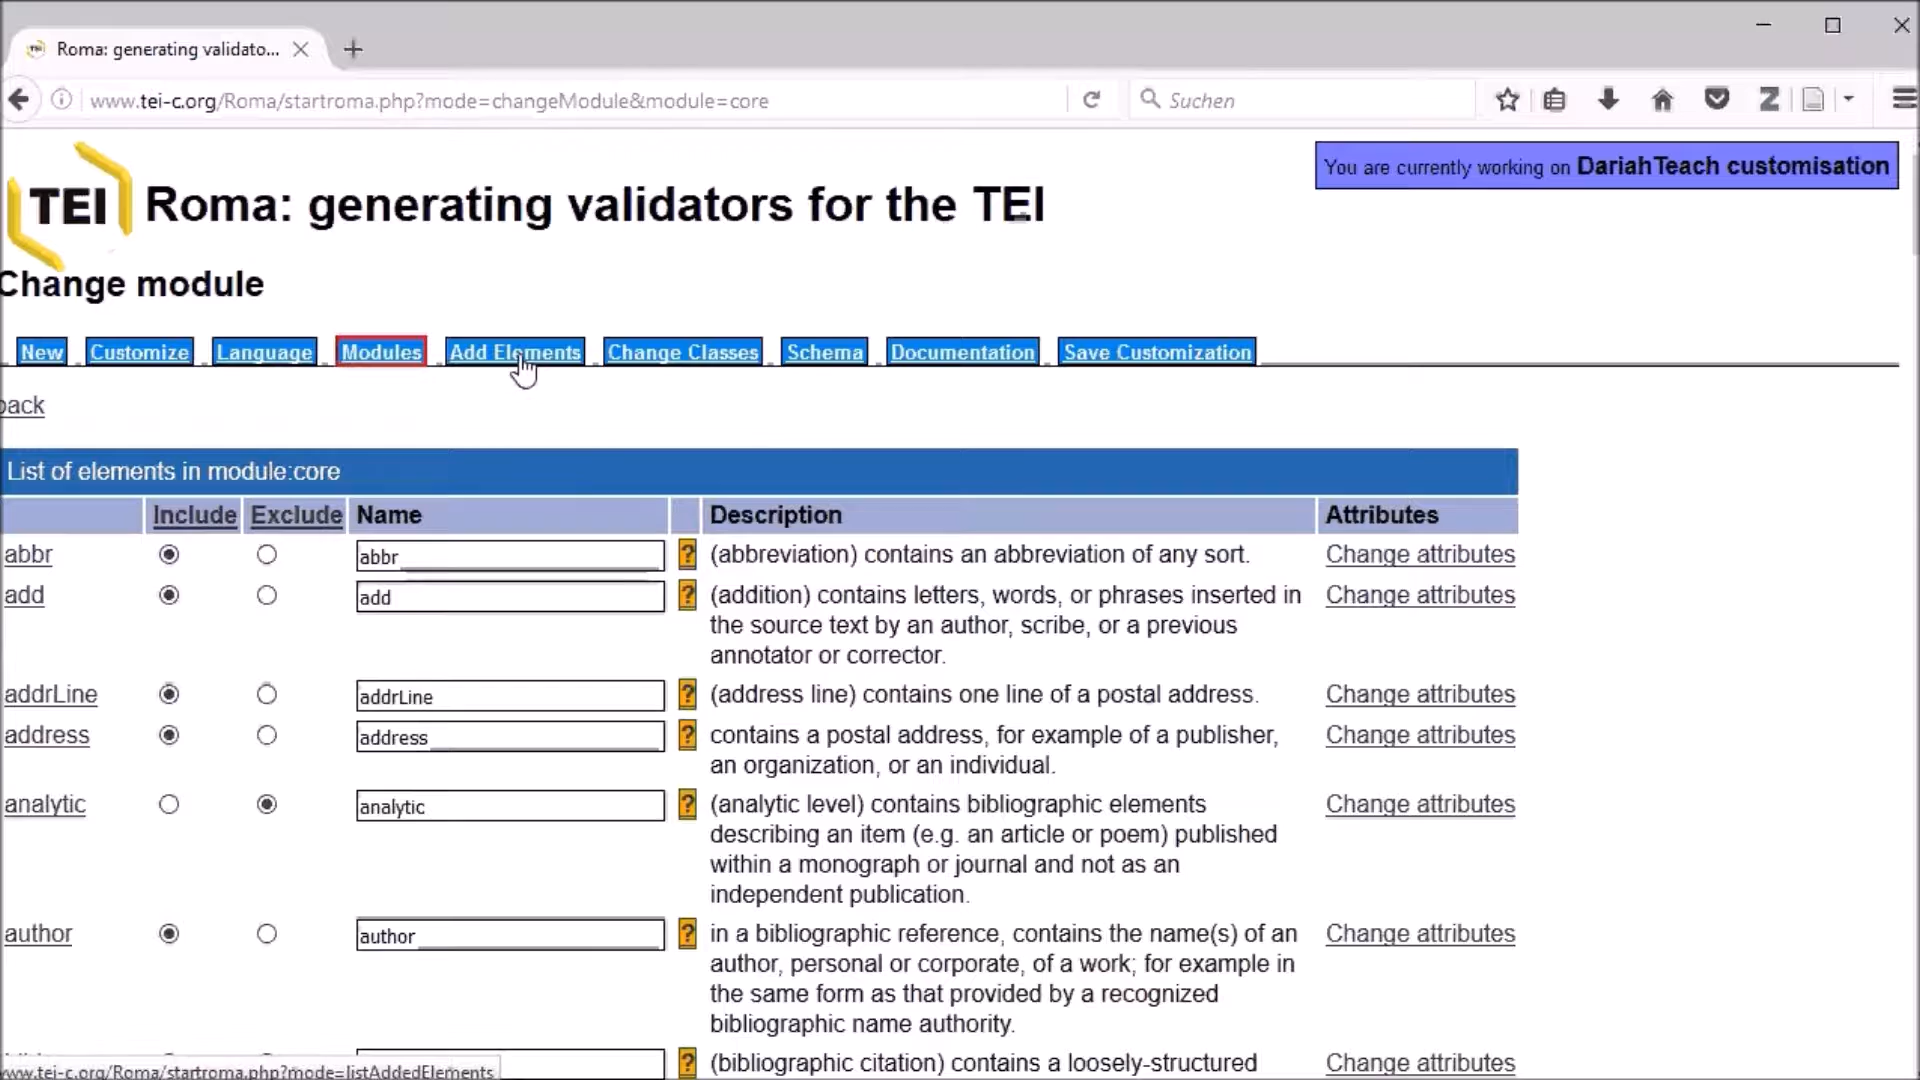 Roma: generating validato...
www.tei-c.org/Roma/startroma.php?mode=changeModule&module=core
Suchen
You are currently working on DariahTeach customisation
TEI
Roma: generating validators for the TEI
Change module
New Customize Language Modules Add Elements Change Classes Schema Documentation Save Customization
back
List of elements in module:core
Include Exclude Name Description Attributes
abbr abbr ? (abbreviation) contains an abbreviation of any sort. Change attributes
add add ? (addition) contains letters, words, or phrases inserted in Change attributes
the source text by an author, scribe, or a previous
annotator or corrector.
addrLine addrLine ? (address line) contains one line of a postal address. Change attributes
address address ? contains a postal address, for example of a publisher, Change attributes
an organization, or an individual.
analytic analytic ? (analytic level) contains bibliographic elements Change attributes
describing an item (e.g. an article or poem) published
within a monograph or journal and not as an
independent publication.
author author ? in a bibliographic reference, contains the name(s) of an Change attributes
author, personal or corporate, of a work; for example in
the same form as that provided by a recognized
bibliographic name authority.
? (bibliographic citation) contains a loosely-structured Change attributes
www.tei-c.org/Roma/startroma.php?mode=listAddedElements